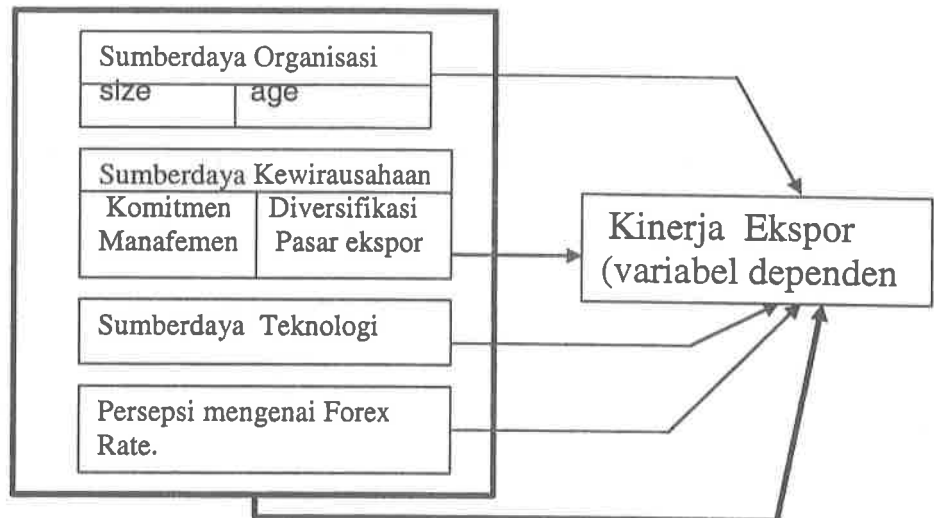 Sumberdaya Organisasi
size age
Sumberdaya Kewirausahaan
Komitmen Diversifikasi
Manafemen Pasar ekspor
Kinerja Ekspor
(variabel dependen
Sumberdaya Teknologi
Persepsi mengenai Forex
Rate.